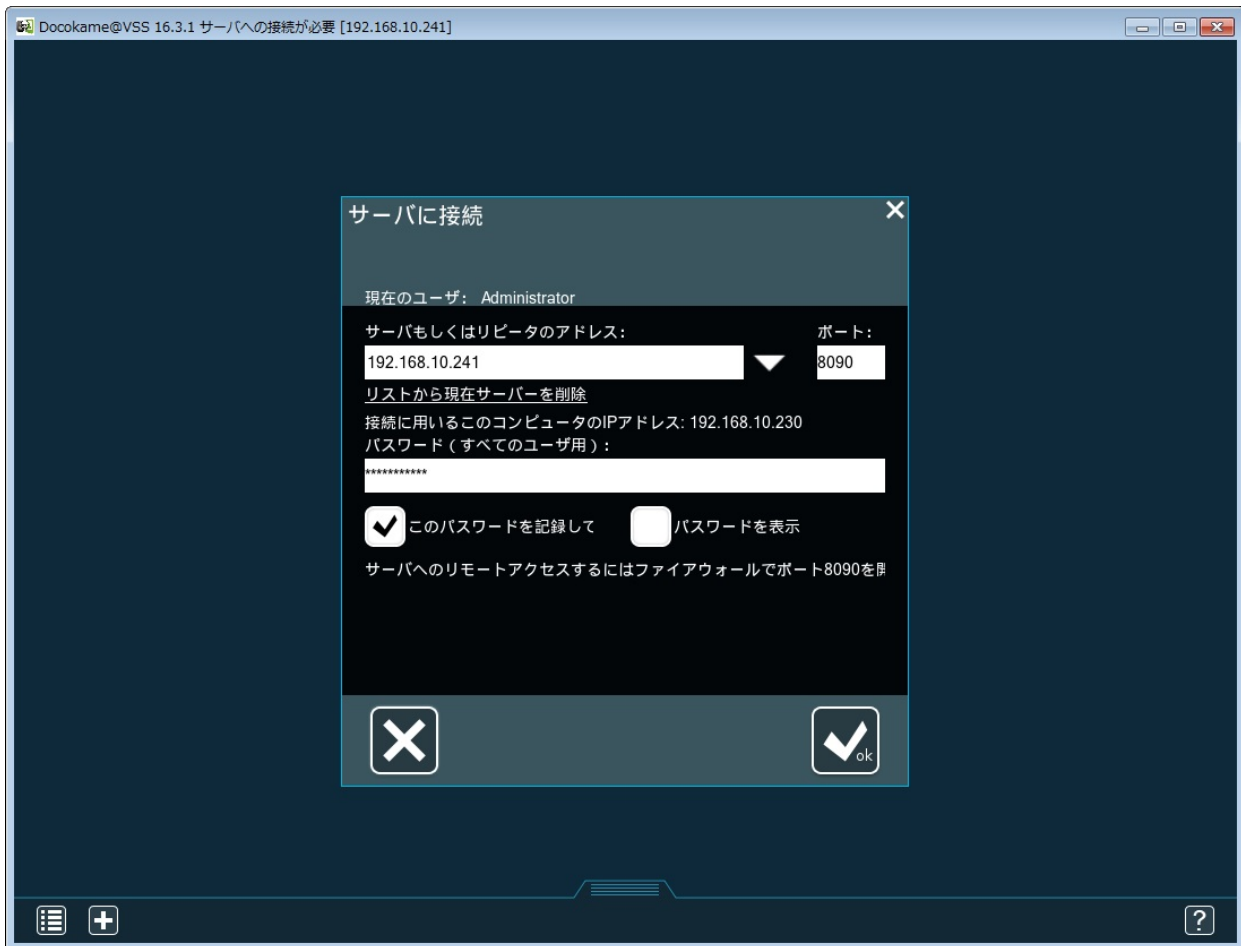 Docokame@VSS 16.3.1 サーバへの接続が必要 [192.168.10.241]
サーバに接続
現在のユーザ: Administrator
サーバもしくはリピータのアドレス: ポート:
192.168.10.241 8090
リストから現在サーバーを削除
接続に用いるこのコンピュータのIPアドレス: 192.168.10.230
パスワード(すべてのユーザ用):
***********
このパスワードを記録して パスワードを表示
サーバへのリモートアクセスするにはファイアウォールでポート8090を開
ok
?